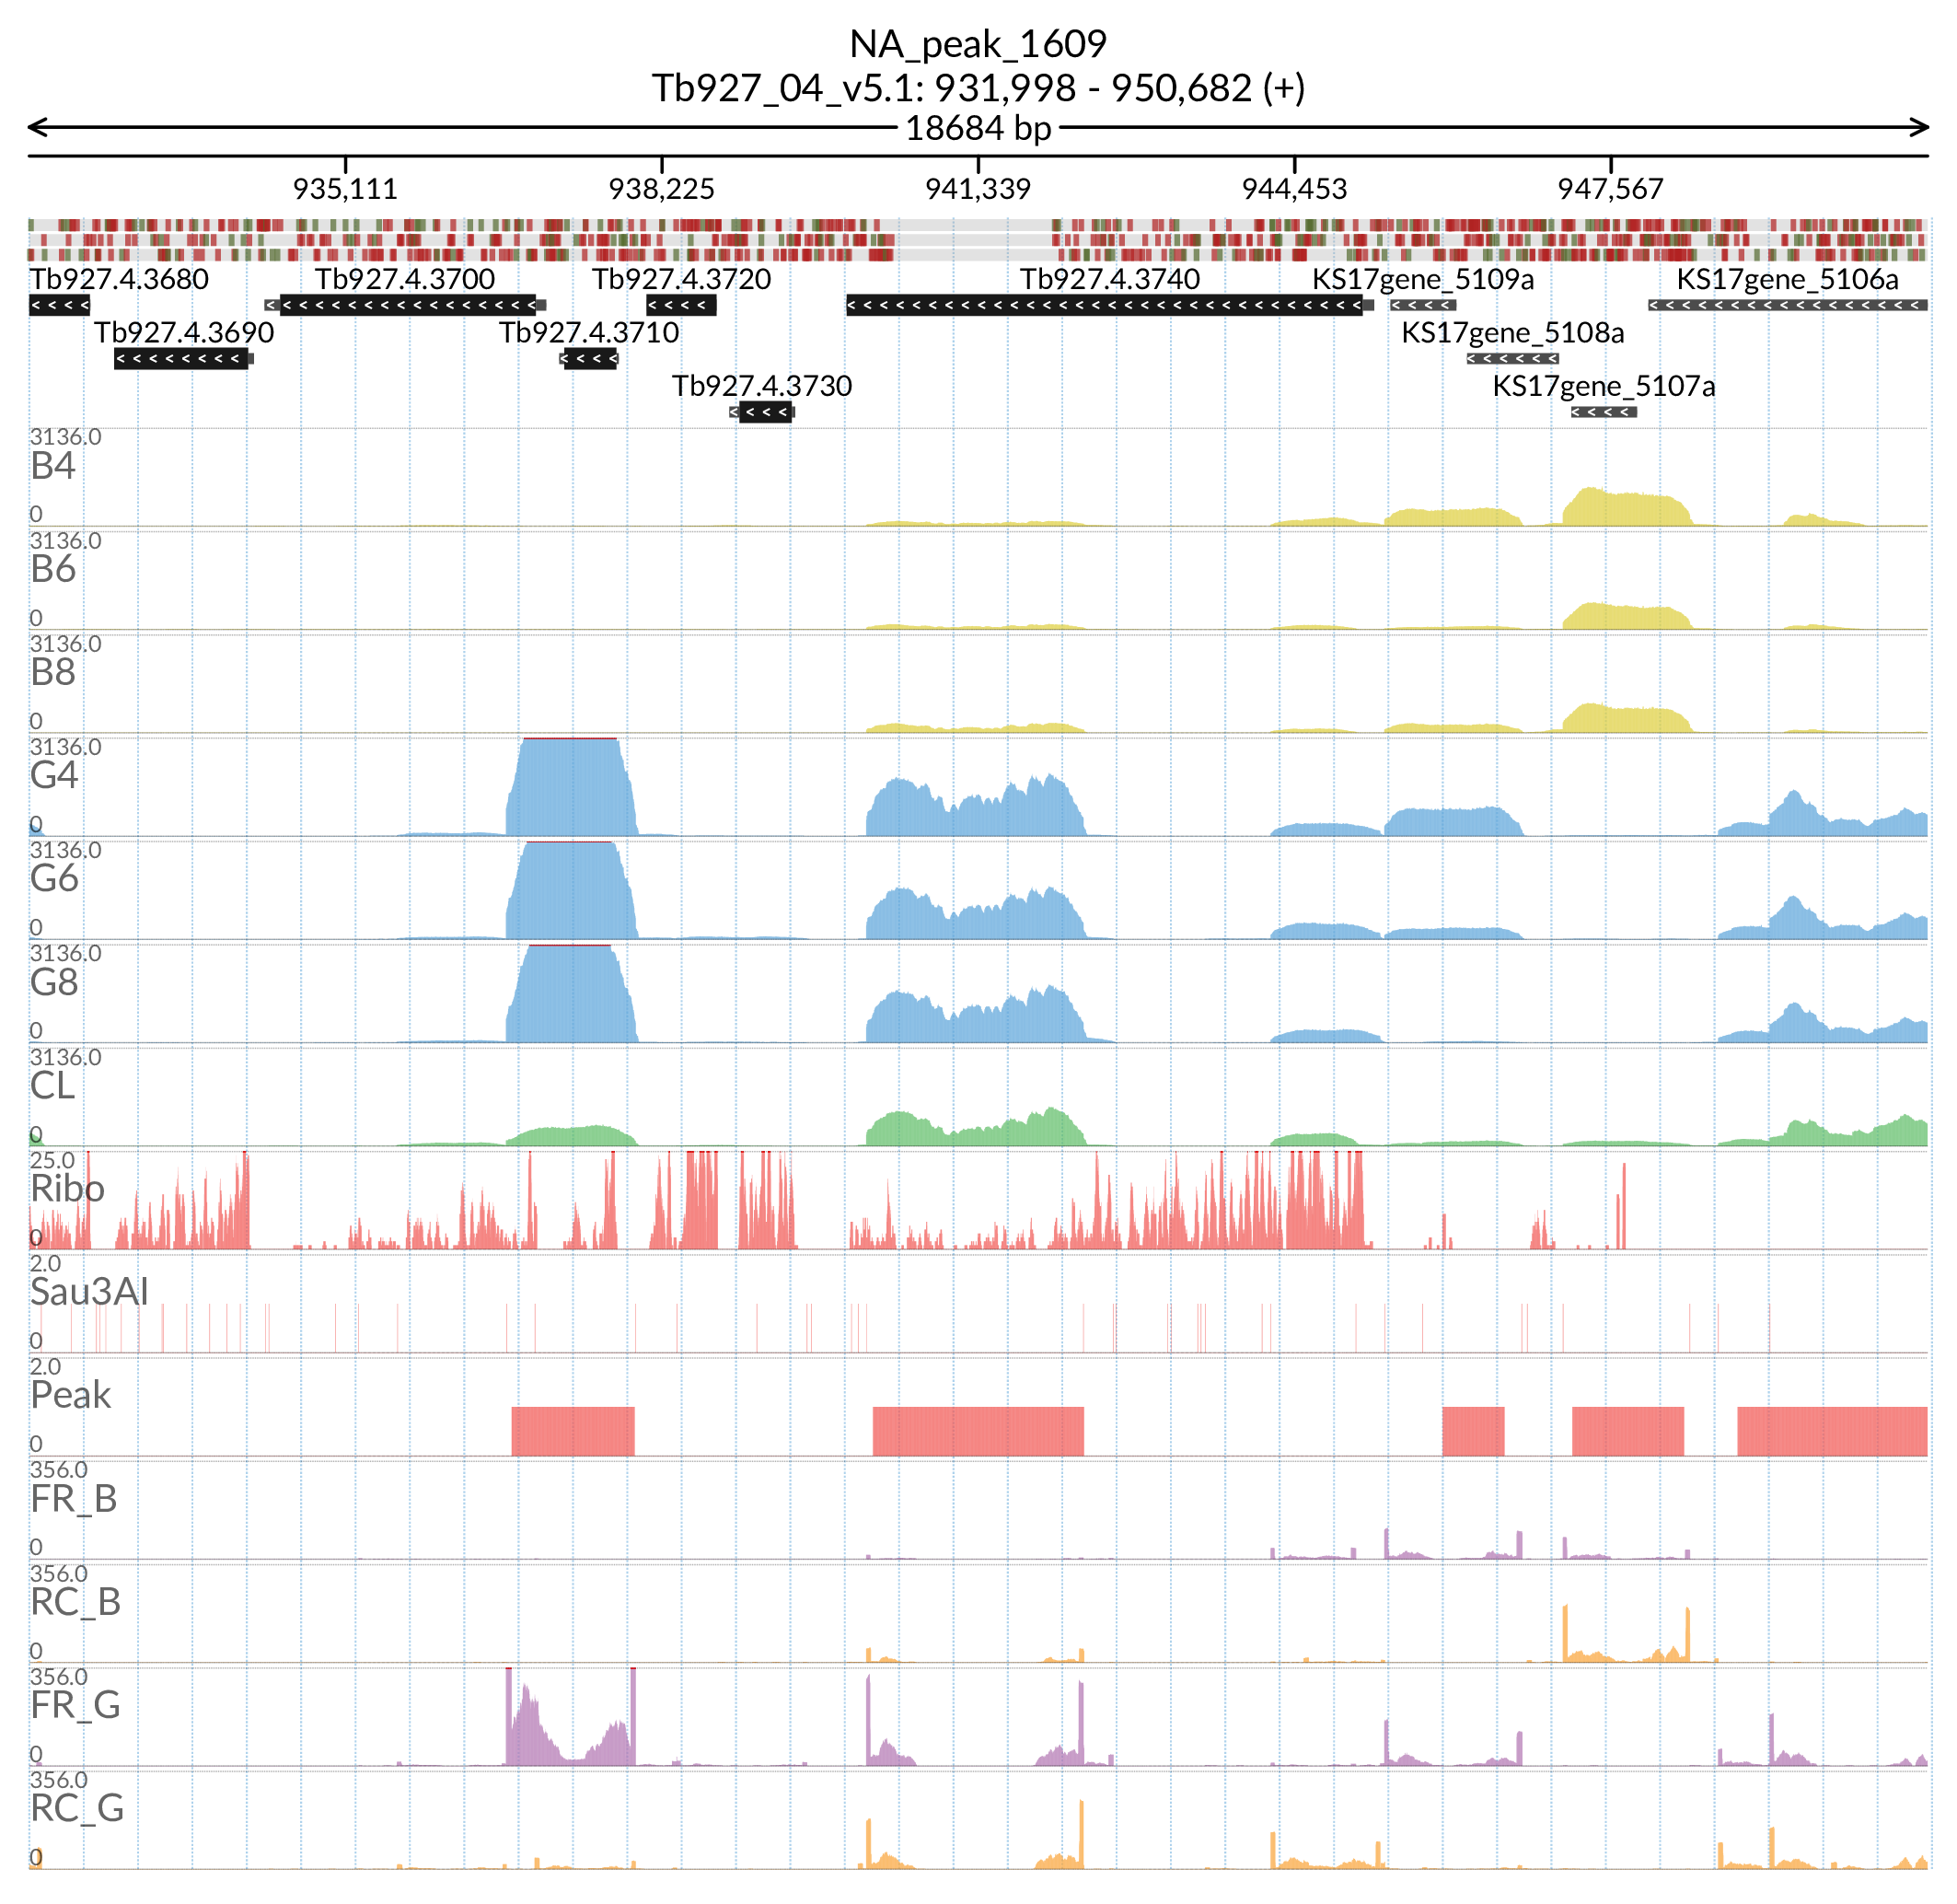 NA_peak_1609
Tb927_04_v5.1: 931,998 - 950,682 (+)
18684 bp
935,111 938,225 941,339 944,453 947,567
Tb927.4.3680 Tb927.4.3700 Tb927.4.3720 Tb927.4.3740 KS17gene_5109a KS17gene_5106a
Tb927.4.3690 Tb927.4.3710 KS17gene_5108a
Tb927.4.3730 KS17gene_5107a
3136.0
B4
0
3136.0
B6
0
3136.0
B8
0
3136.0
G4
0
3136.0
G6
0
3136.0
G8
0
3136.0
CL
0
25.0
Ribo
0
2.0
Sau3AI
0
2.0
Peak
0
356.0
FR_B
0
356.0
RC_B
0
356.0
FR_G
0
356.0
RC_G
0